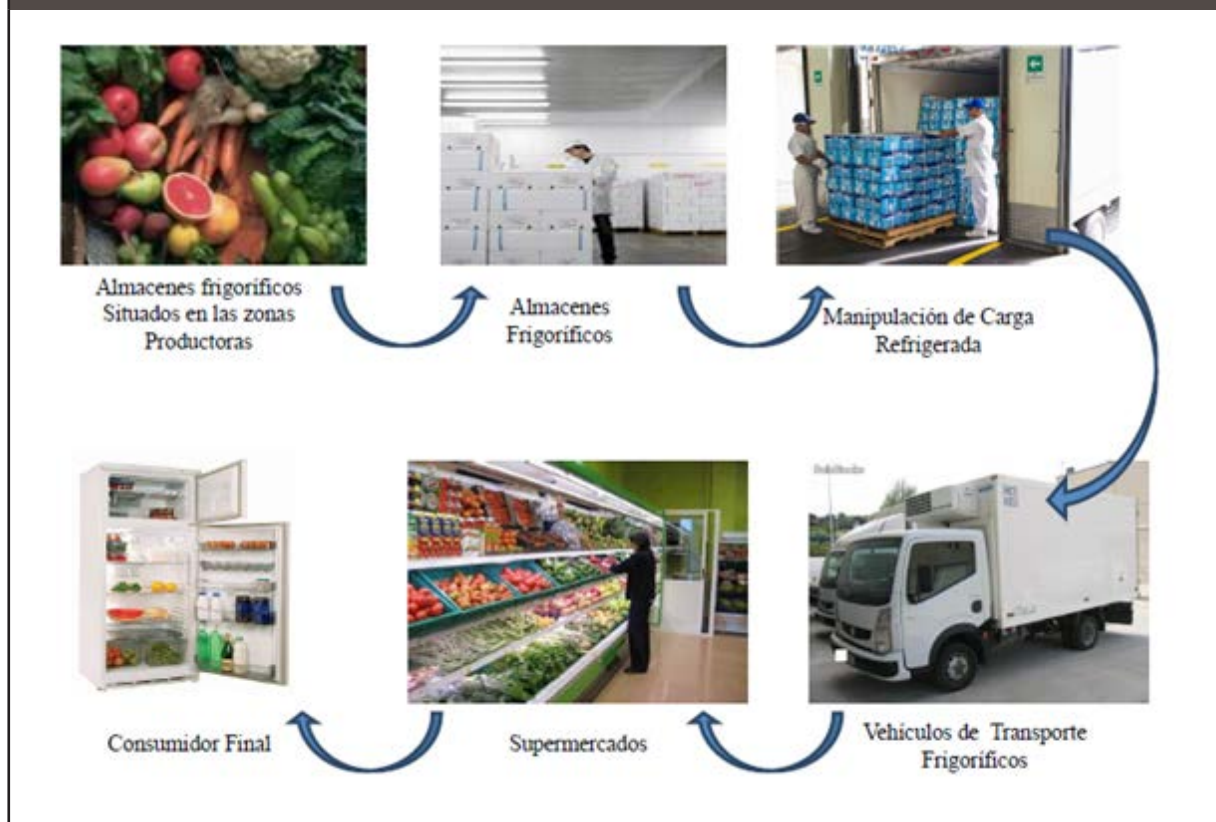 Almacenes frigoríficos
Situados en las zonas
Productoras
Almacenes
Frigoríficos
Manipulación de Carga
Refrigerada
Consumidor Final
Supermercados
Vehículos de Transporte
Frigoríficos